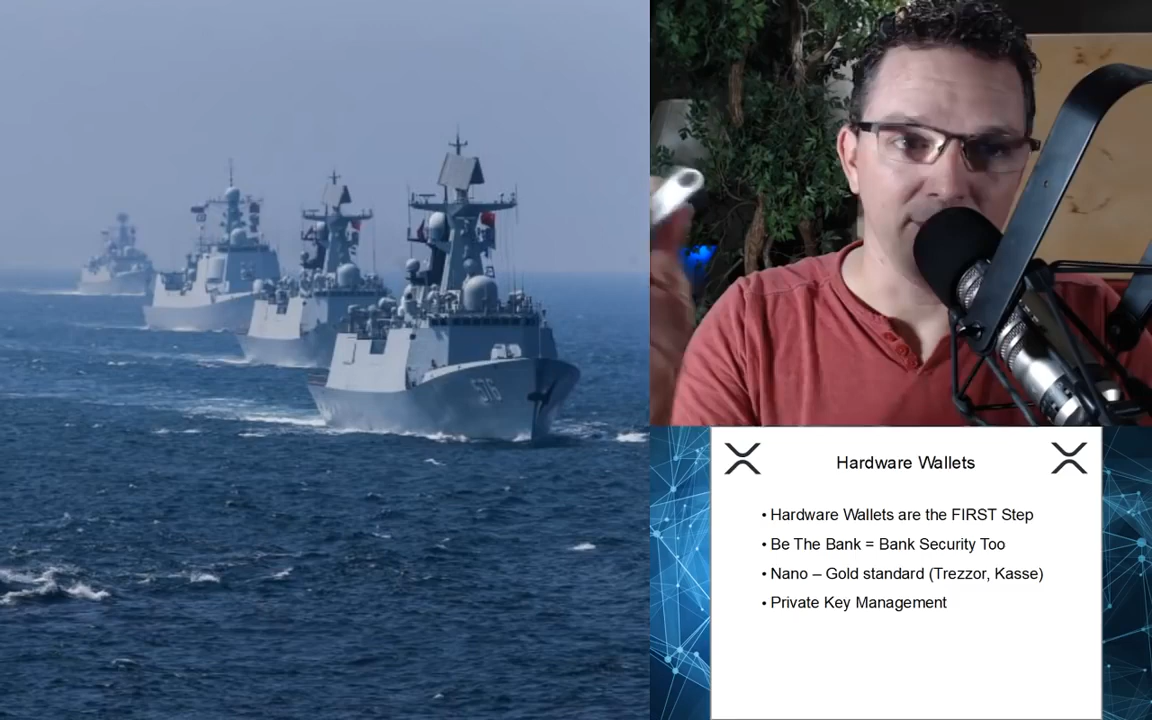 576
Hardware Wallets
• Hardware Wallets are the FIRST Step
• Be The Bank = Bank Security Too
• Nano – Gold standard (Trezzor, Kasse)
• Private Key Management